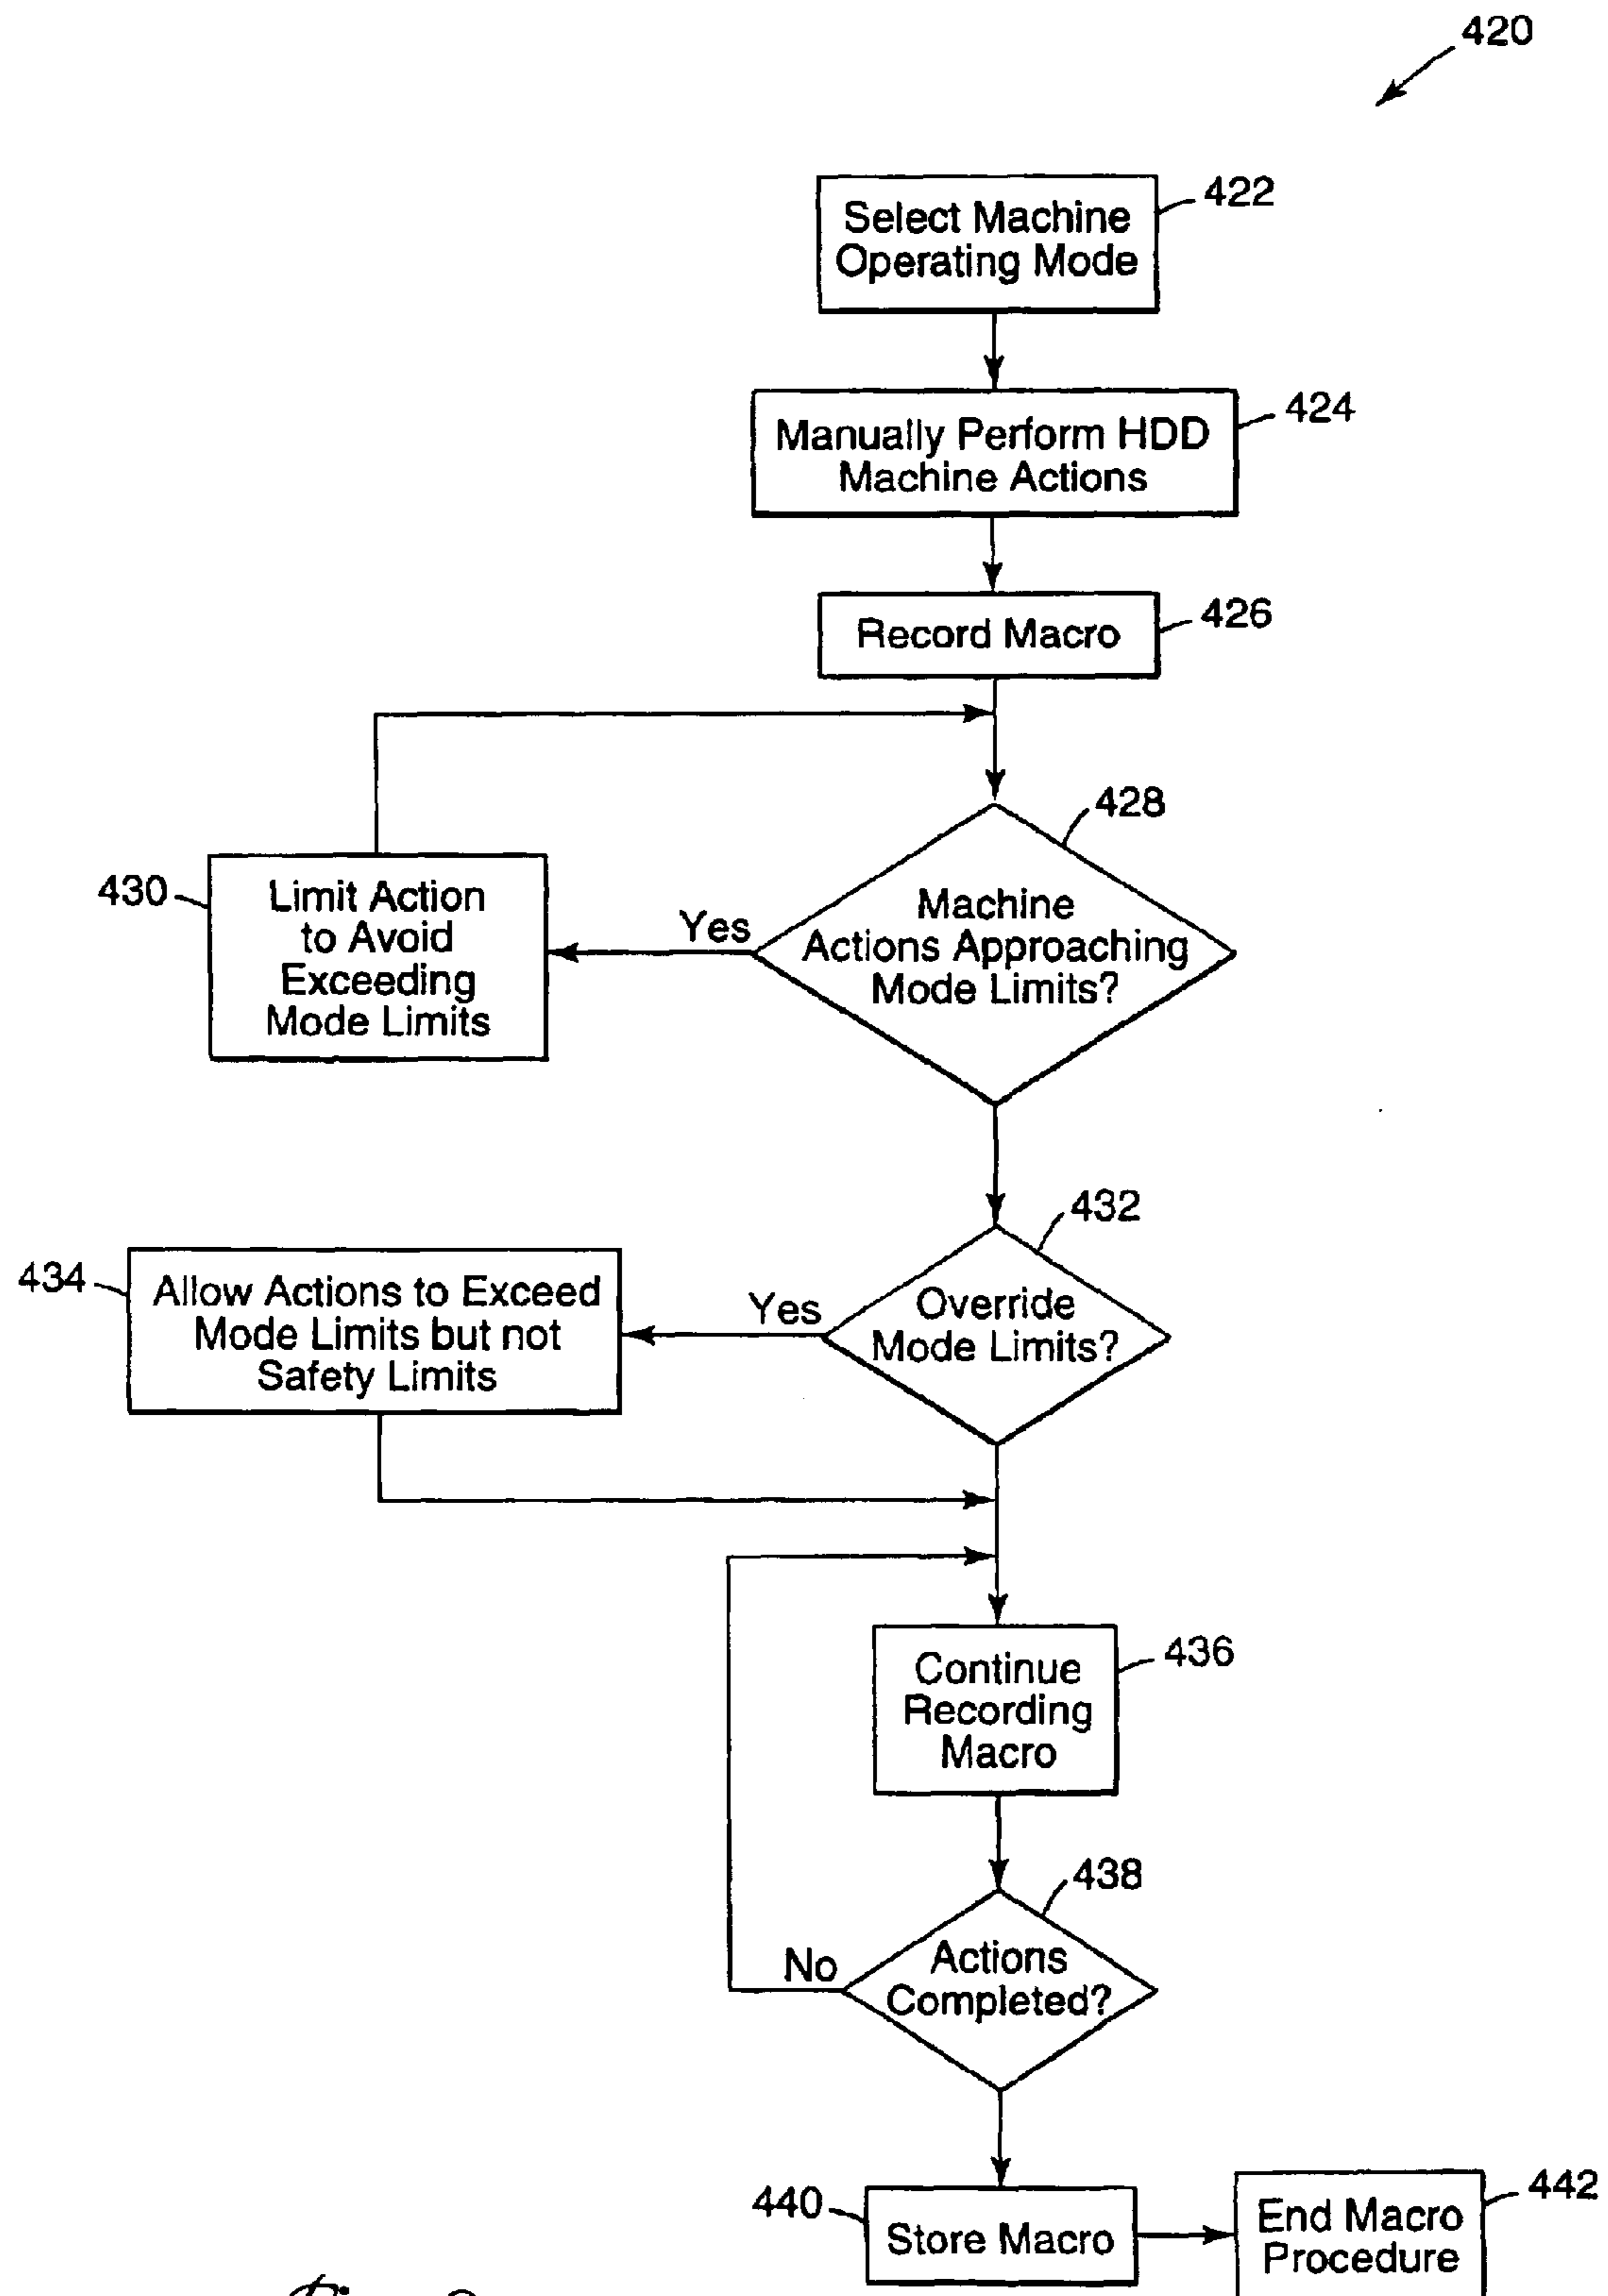 420
Select Machine
Operating Mode
422
Manually Perform HDD
Machine Actions
424
Record Macro
426
428
Machine
Actions Approaching
Mode Limits?
Yes
430
Limit Action
to Avoid
Exceeding
Mode Limits
432
Override
Mode Limits?
Yes
434
Allow Actions to Exceed
Mode Limits but not
Safety Limits
436
Continue
Recording
Macro
438
Actions
Completed?
No
440
Store Macro
442
End Macro
Procedure